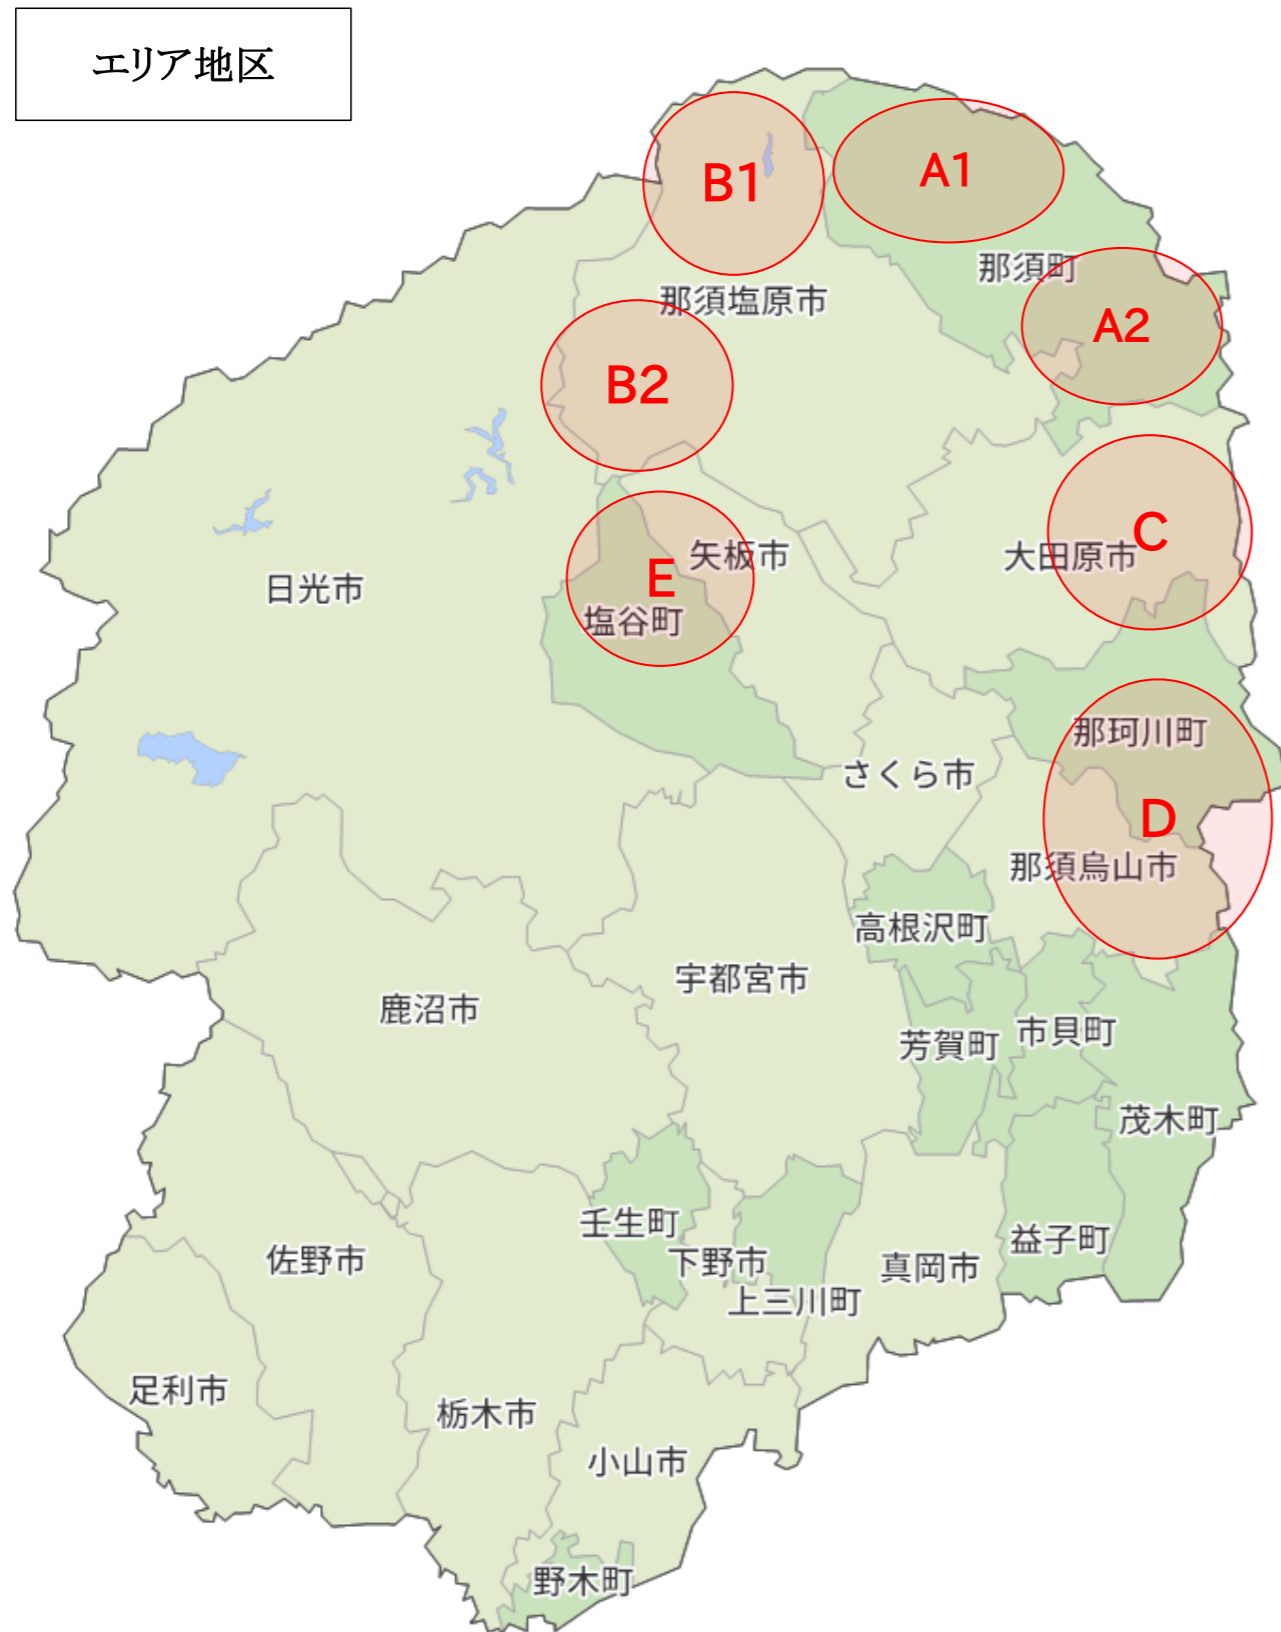 エリア地区
B1
A1
那須町
那須塩原市
A2
B2
C
矢板市
大田原市
E
日光市
塩谷町
那珂川町
さくら市
D
那須烏山市
高根沢町
宇都宮市
鹿沼市
市貝町
芳賀町
茂木町
壬生町
益子町
佐野市
下野市
真岡市
上三川町
足利市
栃木市
小山市
野木町